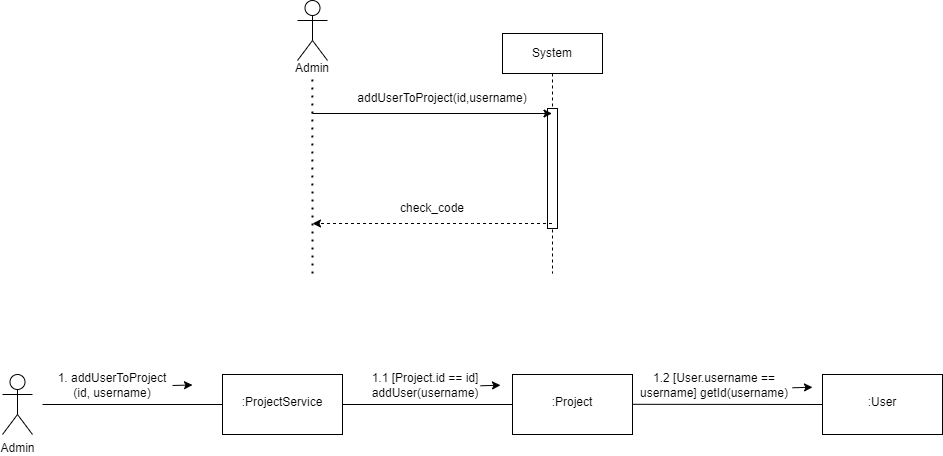 Admin
System
addUserToProject(id,username)
check_code
1. addUserToProject
(id, username)
1.1 [Project.id == id]
addUser(username)
1.2 [User.username ==
username] getId(username)
:ProjectService
:Project
:User
Admin